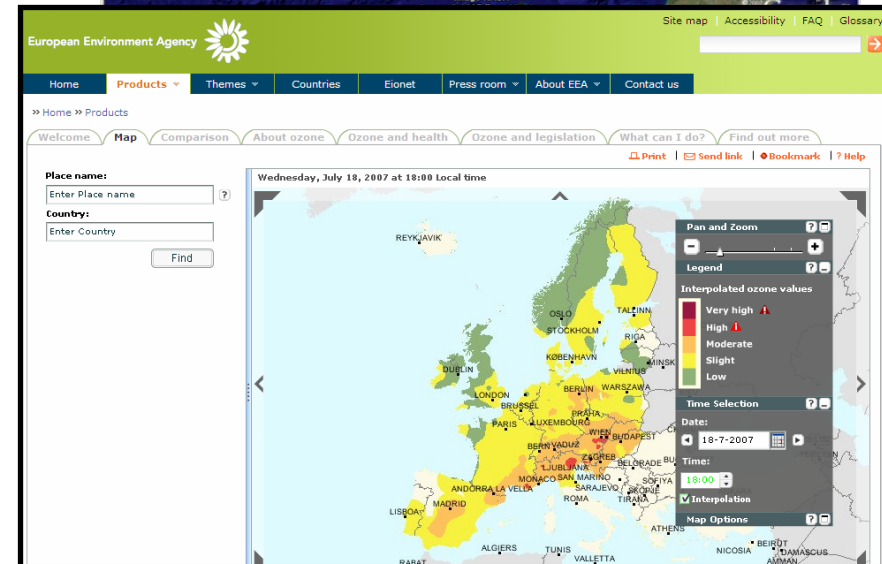 Site map | Accessibility | FAQ | Glossary
European Environment Agency
Home Products Themes Countries Eionet Press room About EEA Contact us
» Home » Products
Welcome Map Comparison About ozone Ozone and health Ozone and legislation What can I do? Find out more
Print | Send link | Bookmark | ? Help
Place name:
Enter Place name ?
Country:
Enter Country
Find
Wednesday, July 18, 2007 at 18:00 Local time
REYKJAVIK
OSLO
TALLINN
STOCKHOLM
RIGA
KØBENHAVN
MINSK
VILNIUS
DUBLIN
BERLIN
WARSZAWA
LONDON
BRUSSEL
PRAHA
PARIS
LUXEMBOURG
WIEN
BUDAPEST
BERN
VADUZ
ZAGREB
LJUBLJANA
BELGRADE
MONACO
SAN MARINO
SARAJEVO
SOFIYA
ANDORRA LA VELLA
SKOPJE
ROMA
TIRANA
MADRID
LISBOA
ATHENS
ALGIERS
TUNIS
VALLETTA
RABAT
NICOSIA
BEIRUT
DAMASCUS
AMMAN
Pan and Zoom ?
Legend ?
Interpolated ozone values
Very high
High
Moderate
Slight
Low
Time Selection ?
Date:
18-7-2007
Time:
18:00
Interpolation
Map Options ?